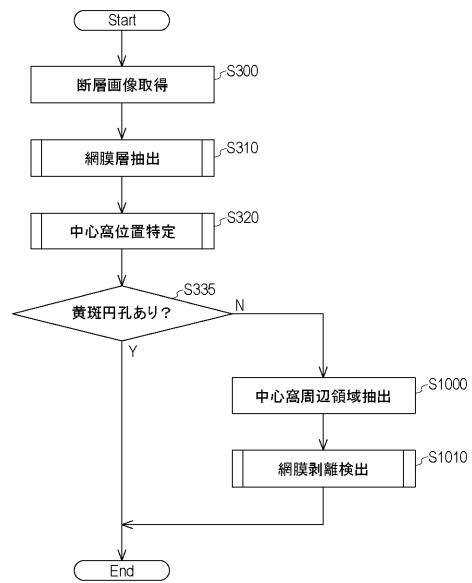 Start
断層画像取得
S300
網膜層抽出
S310
中心窩位置特定
S320
黄斑円孔あり？
S335
N
Y
中心窩周辺領域抽出
S1000
網膜剥離検出
S1010
End